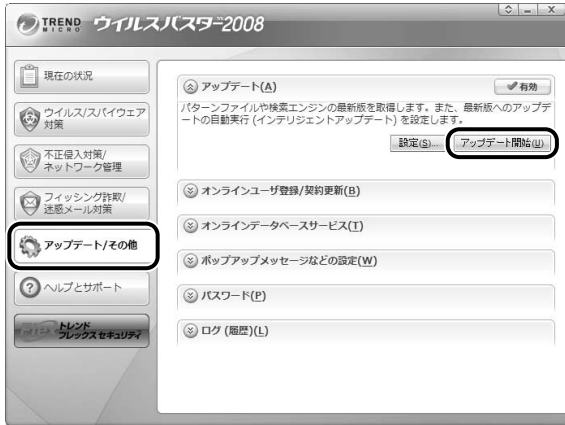 TREND MICRO ウイルスバスター2008
現在の状況
ウイルス/スパイウェア
対策
不正侵入対策/
ネットワーク管理
フィッシング詐欺/
迷惑メール対策
アップデート/その他
ヘルプとサポート
FLEX トレンド
フレックス セキュリティ
アップデート(A)
有効
パターンファイルや検索エンジンの最新版を取得します。また、最新版へのアップデ
ートの自動実行 (インテリジェントアップデート) を設定します。
設定(S)...
アップデート開始(U)
オンラインユーザ登録/契約更新(B)
オンラインデータベースサービス(T)
ポップアップメッセージなどの設定(W)
パスワード(P)
ログ (履歴)(L)